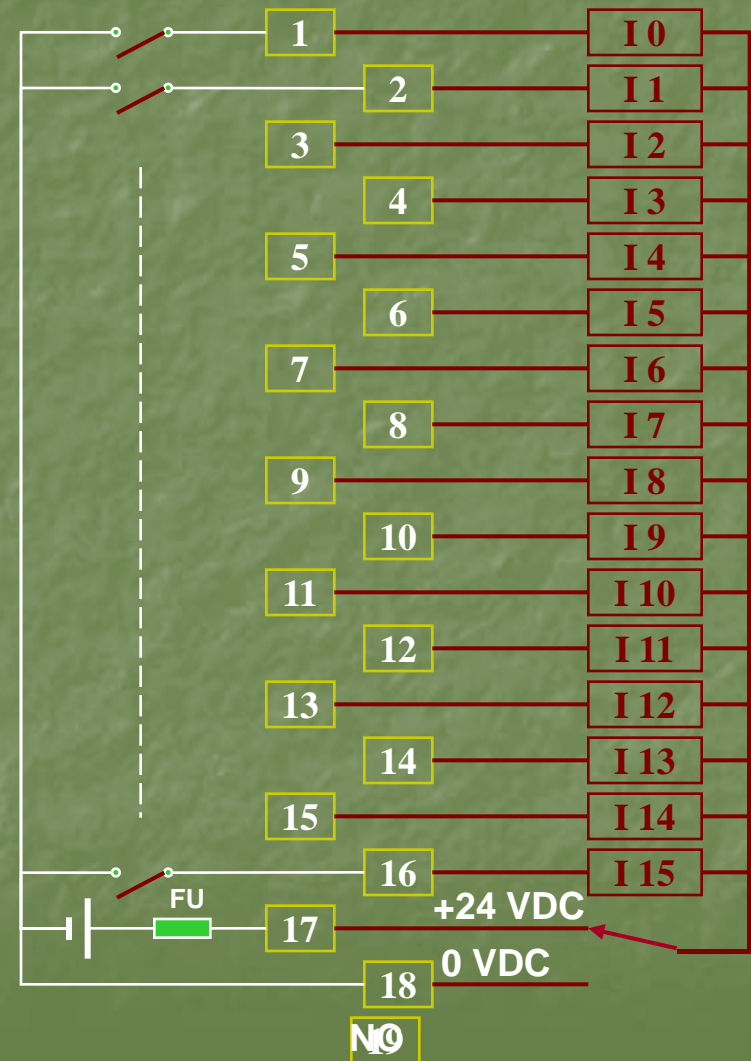 1 I 0
2 I 1
3 I 2
4 I 3
5 I 4
6 I 5
7 I 6
8 I 7
9 I 8
10 I 9
11 I 10
12 I 11
13 I 12
14 I 13
15 I 14
16 I 15
FU
17 +24 VDC
18 0 VDC
19
NO